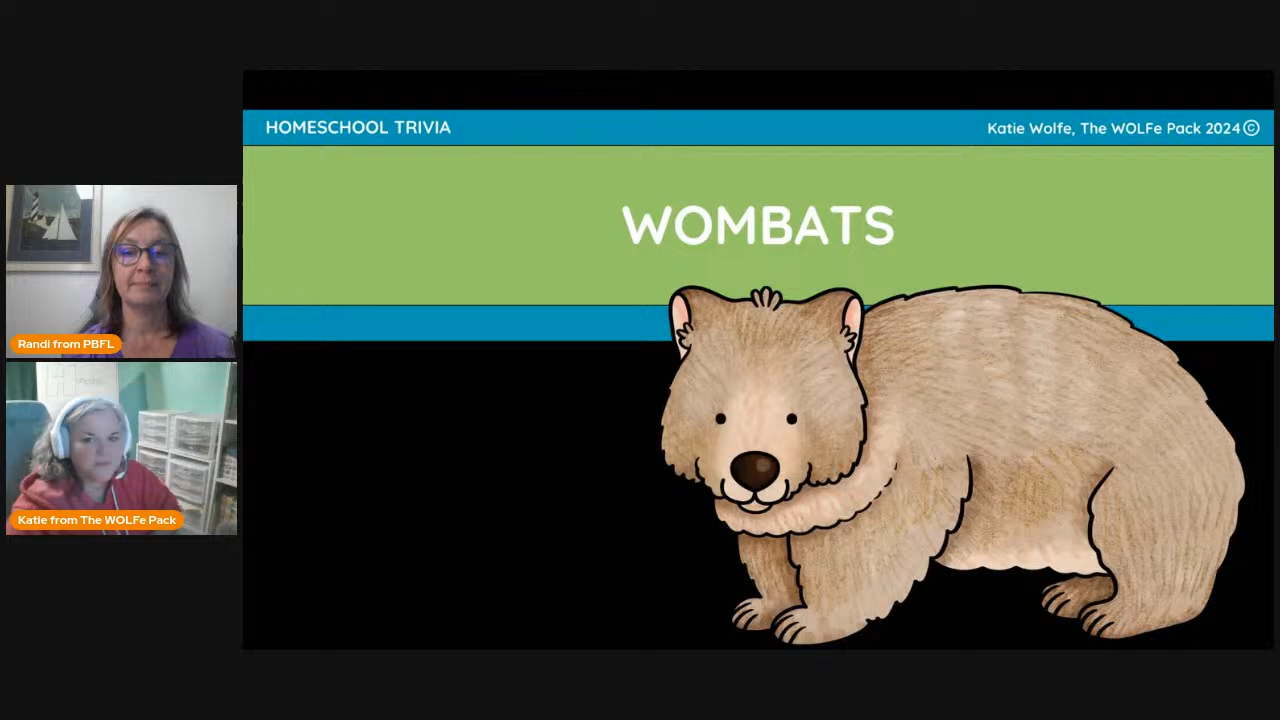 HOMESCHOOL TRIVIA
Katie Wolfe, The WOLFe Pack 2024©
WOMBATS
Randi from PBFL
Katie from The WOLFe Pack